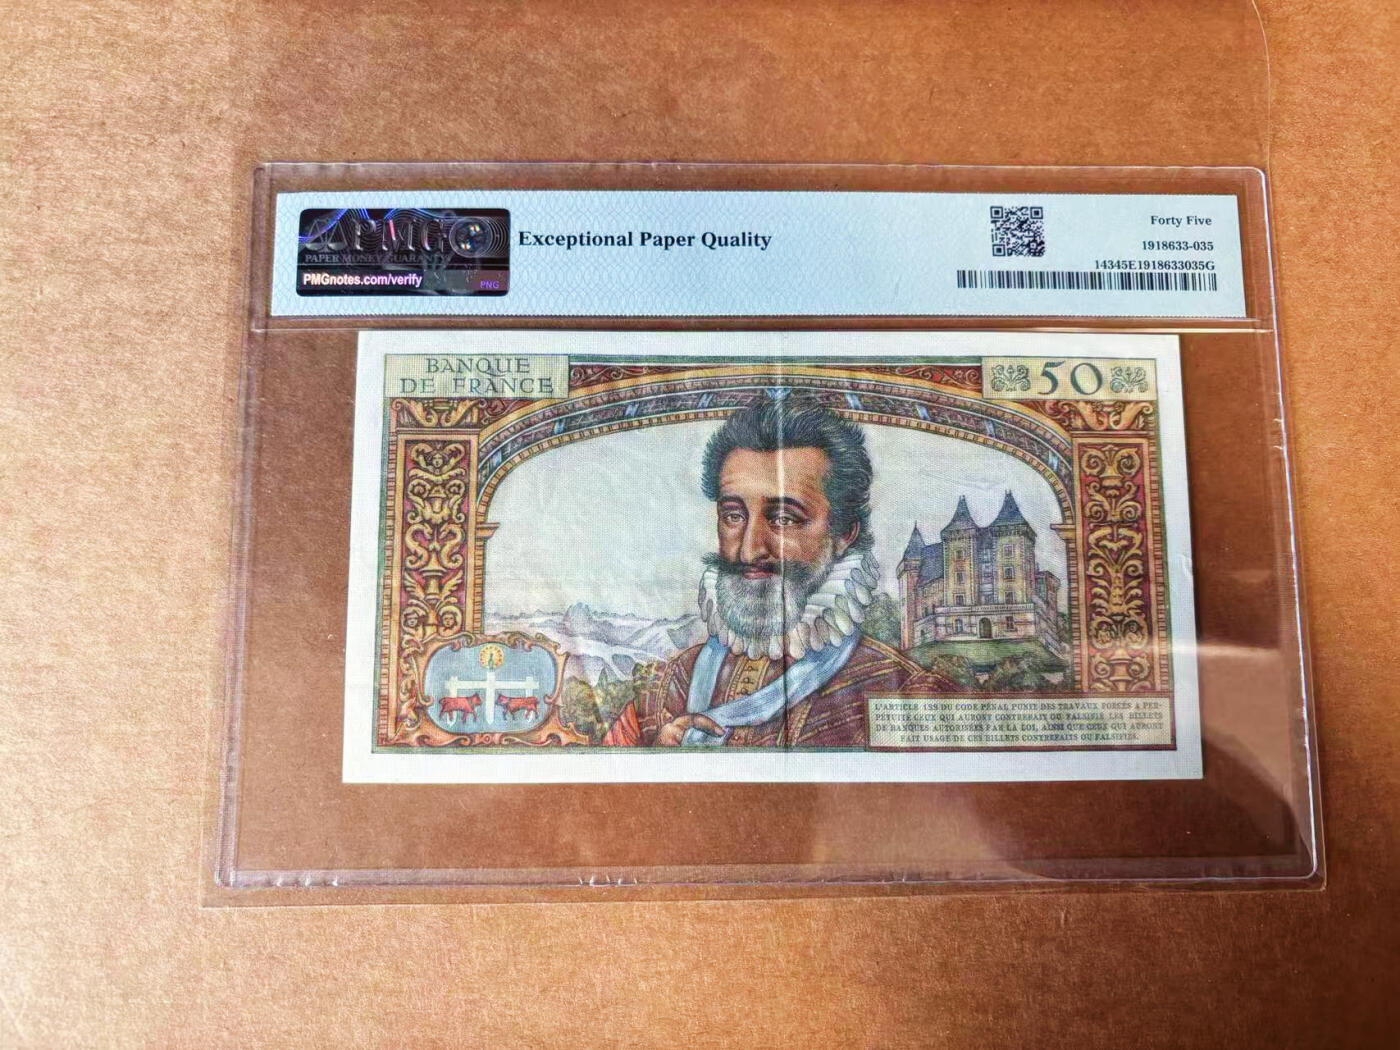 PMG
PAPER MONEY GUARANTY
PMGnotes.com/verify
PNG
Exceptional Paper Quality
Forty Five
1918633-035
14345E1918633035G
BANQUE
DE FRANCE
50
L'ARTICLE 139 DU CODE PÉNAL PUNIT DES TRAVAUX FORCÉS À PER-
PÉTUITÉ CEUX QUI AURONT CONTREFAIT OU FALSIFIÉ LES BILLETS
DE BANQUES AUTORISÉES PAR LA LOI, AINSI QUE CEUX QUI AURONT
FAIT USAGE DE CES BILLETS CONTREFAITS OU FALSIFIÉS.